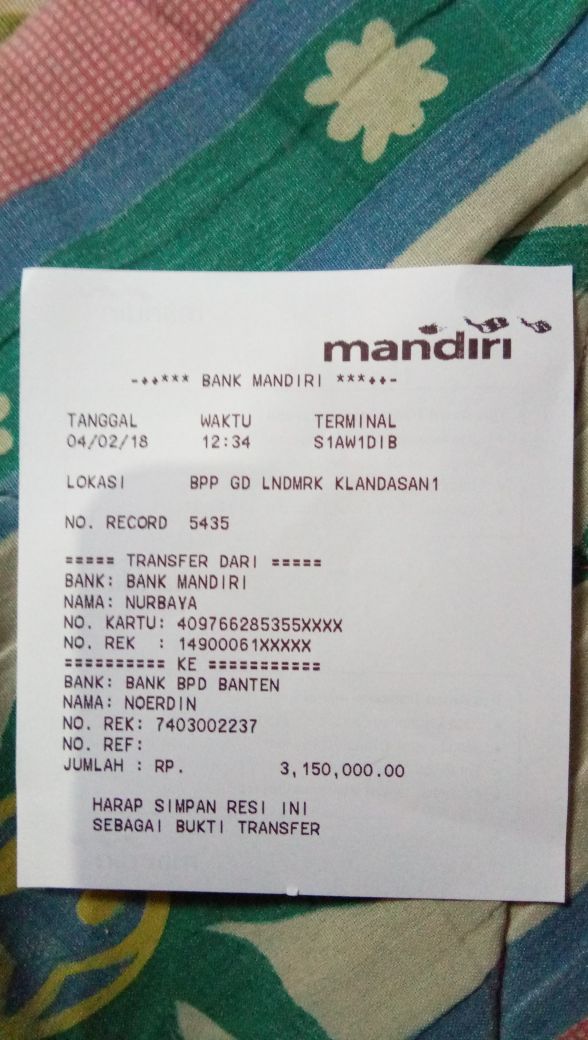 mandiri
-♦♦*** BANK MANDIRI ***♦♦-
TANGGAL WAKTU TERMINAL
04/02/18 12:34 S1AW1DIB
LOKASI BPP GD LNDMRK KLANDASAN1
NO. RECORD 5435
===== TRANSFER DARI =====
BANK: BANK MANDIRI
NAMA: NURBAYA
NO. KARTU: 409766285355XXXX
NO. REK : 14900061XXXXX
========== KE ===========
BANK: BANK BPD BANTEN
NAMA: NOERDIN
NO. REK: 7403002237
NO. REF:
JUMLAH : RP. 3,150,000.00
HARAP SIMPAN RESI INI
SEBAGAI BUKTI TRANSFER